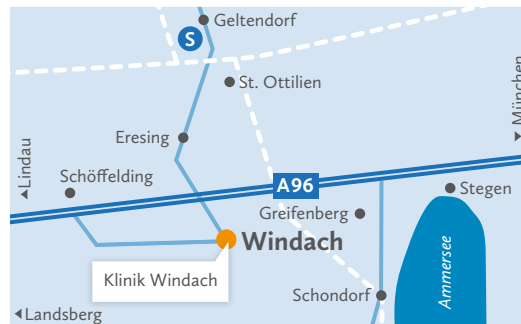 Geltendorf
S
St. Ottilien
Eresing
München
Lindau
Schöffelding
A96
Stegen
Greifenberg
Windach
Klinik Windach
Ammersee
Schondorf
Landsberg